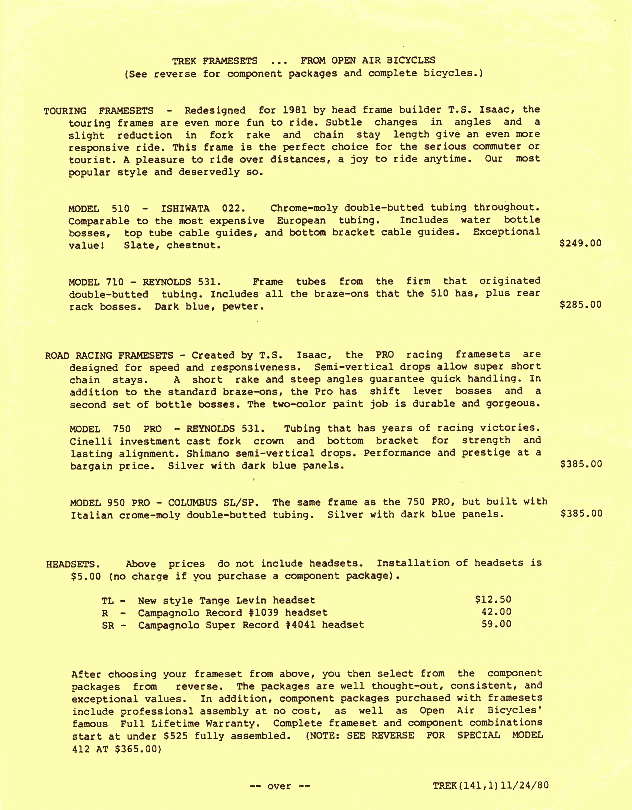 TREK FRAMESETS ... FROM OPEN AIR BICYCLES
(See reverse for component packages and complete bicycles.)
TOURING FRAMESETS - Redesigned for 1981 by head frame builder T.S. Isaac, the
touring frames are even more fun to ride. Subtle changes in angles and a
slight reduction in fork rake and chain stay length give an even more
responsive ride. This frame is the perfect choice for the serious commuter or
tourist. A pleasure to ride over distances, a joy to ride anytime. Our most
popular style and deservedly so.
MODEL 510 - ISHIWATA 022. Chrome-moly double-butted tubing throughout.
Comparable to the most expensive European tubing. Includes water bottle
bosses, top tube cable guides, and bottom bracket cable guides. Exceptional
value! Slate, chestnut. $249.00
MODEL 710 - REYNOLDS 531. Frame tubes from the firm that originated
double-butted tubing. Includes all the braze-ons that the 510 has, plus rear
rack bosses. Dark blue, pewter. $285.00
ROAD RACING FRAMESETS - Created by T.S. Isaac, the PRO racing framesets are
designed for speed and responsiveness. Semi-vertical drops allow super short
chain stays. A short rake and steep angles guarantee quick handling. In
addition to the standard braze-ons, the Pro has shift lever bosses and a
second set of bottle bosses. The two-color paint job is durable and gorgeous.
MODEL 750 PRO - REYNOLDS 531. Tubing that has years of racing victories.
Cinelli investment cast fork crown and bottom bracket for strength and
lasting alignment. Shimano semi-vertical drops. Performance and prestige at a
bargain price. Silver with dark blue panels. $385.00
MODEL 950 PRO - COLUMBUS SL/SP. The same frame as the 750 PRO, but built with
Italian crome-moly double-butted tubing. Silver with dark blue panels. $385.00
HEADSETS. Above prices do not include headsets. Installation of headsets is
$5.00 (no charge if you purchase a component package).
TL - New style Tange Levin headset $12.50
R - Campagnolo Record #1039 headset 42.00
SR - Campagnolo Super Record #4041 headset 59.00
After choosing your frameset from above, you then select from the component
packages from reverse. The packages are well thought-out, consistent, and
exceptional values. In addition, component packages purchased with framesets
include professional assembly at no cost, as well as Open Air Bicycles'
famous Full Lifetime Warranty. Complete frameset and component combinations
start at under $525 fully assembled. (NOTE: SEE REVERSE FOR SPECIAL MODEL
412 AT $365.00)
-- over -- TREK(141,1)11/24/80